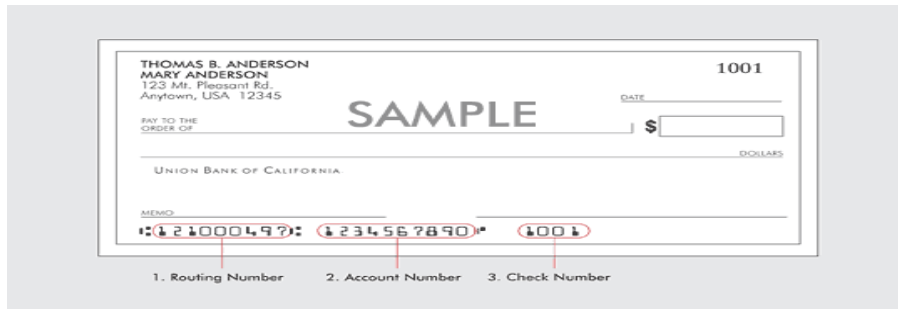 THOMAS B. ANDERSON
MARY ANDERSON
123 Mt. Pleasant Rd.
Anytown, USA 12345
1001
DATE
SAMPLE
PAY TO THE
ORDER OF
$
DOLLARS
UNION BANK OF CALIFORNIA
MEMO
⑆121000497⑆ 1234567890⑈ 1001
1. Routing Number 2. Account Number 3. Check Number